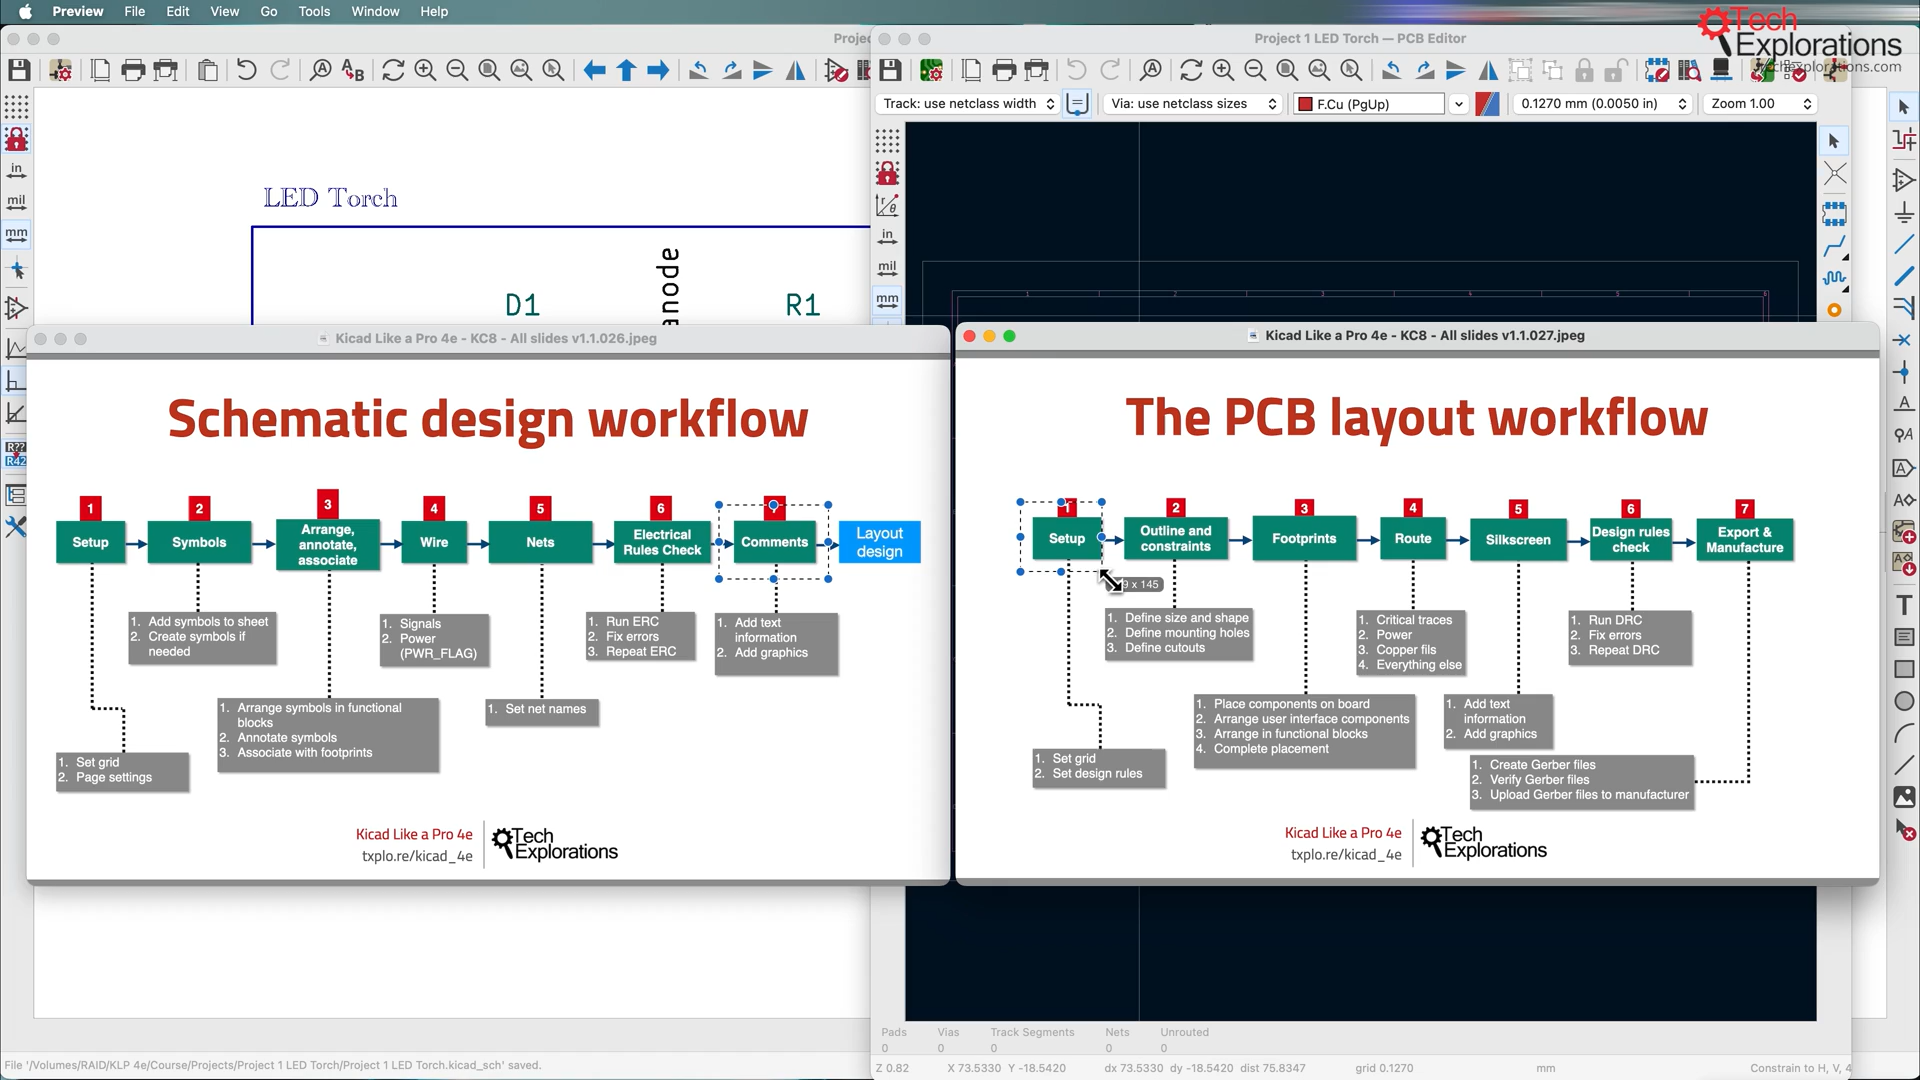 Preview File Edit View Go Tools Window Help
Tech
Explorations
techexplorations.com
Project 1 LED Torch — PCB Editor
Track: use netclass width
Via: use netclass sizes
F.Cu (PgUp)
0.1270 mm (0.0050 in)
Zoom 1.00
in
mil
mm
in
mil
mm
LED Torch
anode
D1
R1
Kicad Like a Pro 4e - KC8 - All slides v1.1.026.jpeg
Schematic design workflow
1
2
3
4
5
6
7
Setup
Symbols
Arrange,
annotate,
associate
Wire
Nets
Electrical
Rules Check
Comments
Layout
design
1. Add symbols to sheet
2. Create symbols if
needed
1. Signals
2. Power
(PWR_FLAG)
1. Run ERC
2. Fix errors
3. Repeat ERC
1. Add text
information
2. Add graphics
1. Arrange symbols in functional
blocks
2. Annotate symbols
3. Associate with footprints
1. Set net names
1. Set grid
2. Page settings
Kicad Like a Pro 4e
txplo.re/kicad_4e
Tech
Explorations
Kicad Like a Pro 4e - KC8 - All slides v1.1.027.jpeg
The PCB layout workflow
1
2
3
4
5
6
7
Setup
Outline and
constraints
Footprints
Route
Silkscreen
Design rules
check
Export &
Manufacture
x 145
1. Define size and shape
2. Define mounting holes
3. Define cutouts
1. Critical traces
2. Power
3. Copper fils
4. Everything else
1. Run DRC
2. Fix errors
3. Repeat DRC
1. Place components on board
2. Arrange user interface components
3. Arrange in functional blocks
4. Complete placement
1. Add text
information
2. Add graphics
1. Set grid
2. Set design rules
1. Create Gerber files
2. Verify Gerber files
3. Upload Gerber files to manufacturer
Kicad Like a Pro 4e
txplo.re/kicad_4e
Tech
Explorations
Pads Vias Track Segments Nets Unrouted
0 0 0 0 0
File '/Volumes/RAID/KLP 4e/Course/Projects/Project 1 LED Torch/Project 1 LED Torch.kicad_sch' saved.
Z 0.82 X 73.5330 Y -18.5420 dx 73.5330 dy -18.5420 dist 75.8347 grid 0.1270 mm Constrain to H, V, 4